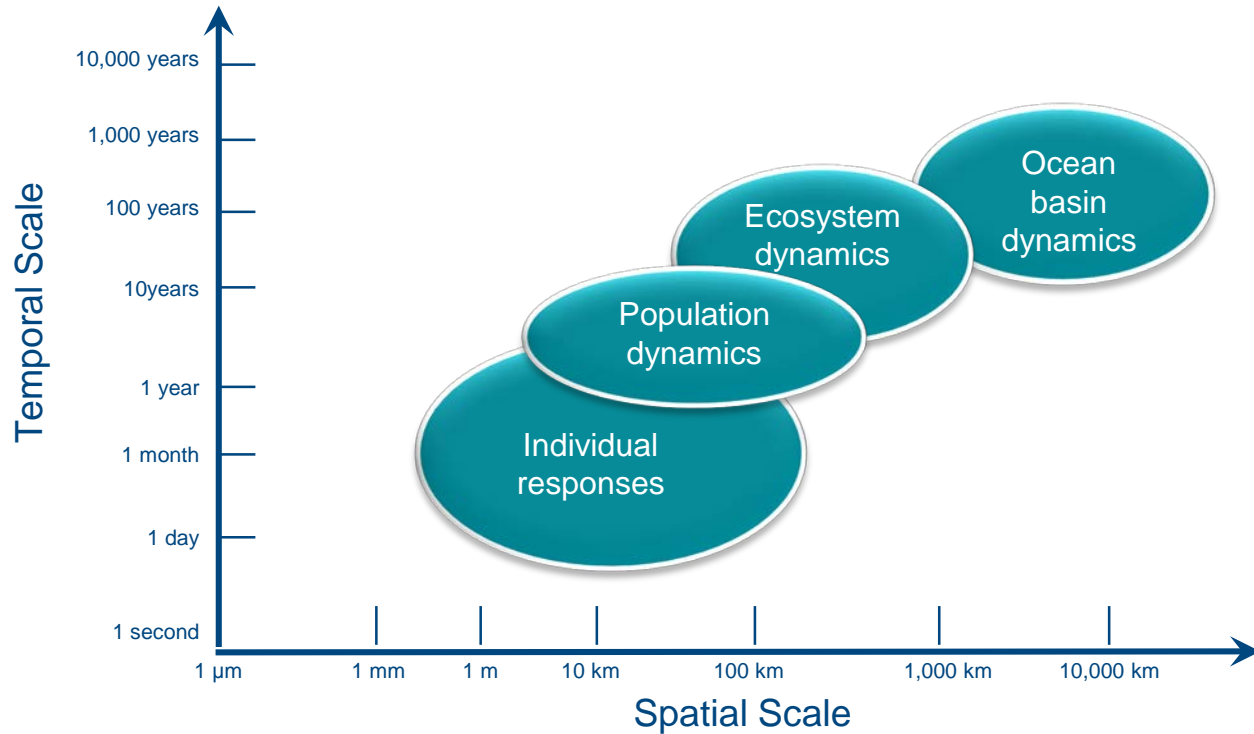 10,000 years
1,000 years
100 years
10years
1 year
1 month
1 day
1 second
Temporal Scale
Ocean
basin
dynamics
Ecosystem
dynamics
Population
dynamics
Individual
responses
1 µm
1 mm
1 m
10 km
100 km
1,000 km
10,000 km
Spatial Scale